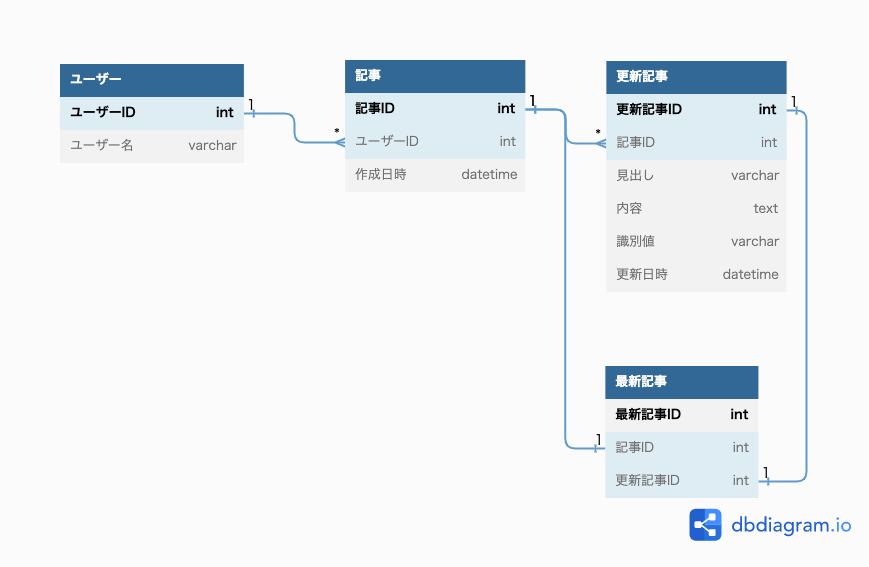 ユーザー
ユーザーID int
ユーザー名 varchar
1
*
記事
記事ID int
ユーザーID int
作成日時 datetime
1
*
更新記事
更新記事ID int
記事ID int
見出し varchar
内容 text
識別値 varchar
更新日時 datetime
1
最新記事
最新記事ID int
記事ID int
更新記事ID int
1
1
dbdiagram.io